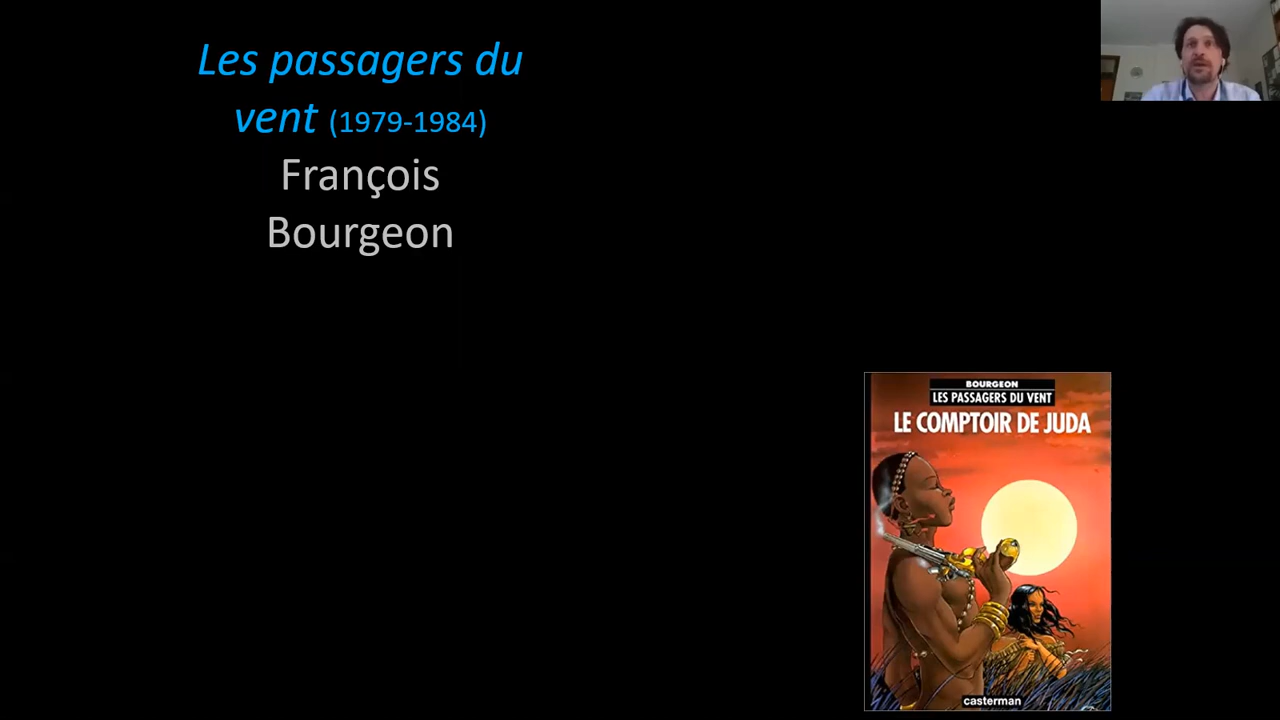 Les passagers du
vent (1979-1984)
François
Bourgeon
BOURGEON
LES PASSAGERS DU VENT
LE COMPTOIR DE JUDA
casterman